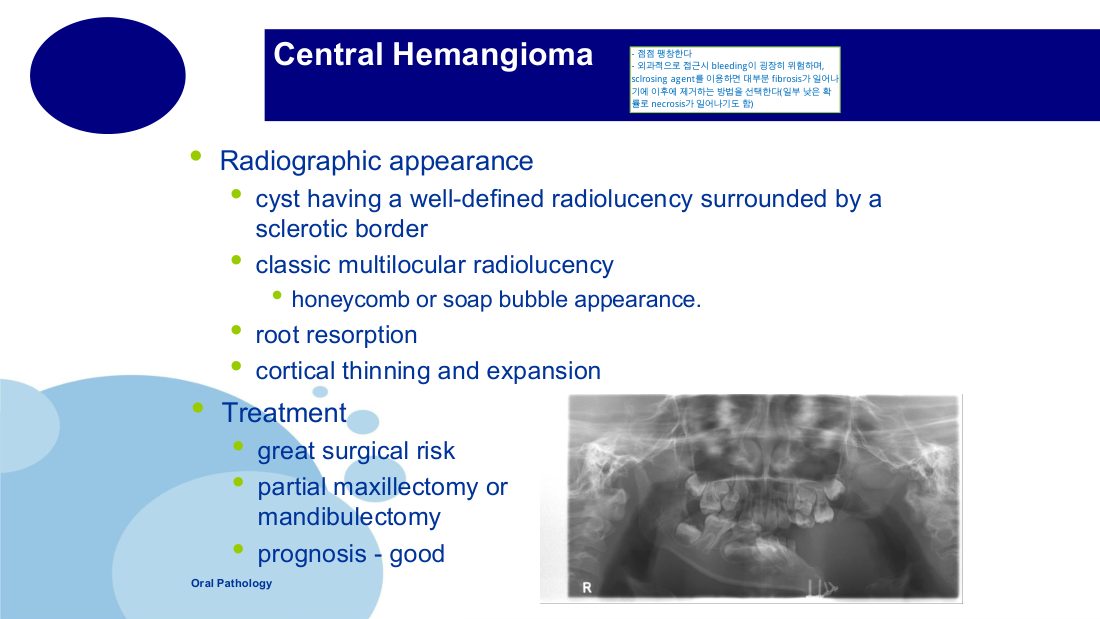 Central Hemangioma
- 점점 팽창한다
- 외과적으로 접근시 bleeding이 굉장히 위험하며,
sclrosing agent를 이용하면 대부분 fibrosis가 일어나
기에 이후에 제거하는 방법을 선택한다(일부 낮은 확
률로 necrosis가 일어나기도 함)
• Radiographic appearance
• cyst having a well-defined radiolucency surrounded by a
sclerotic border
• classic multilocular radiolucency
• honeycomb or soap bubble appearance.
• root resorption
• cortical thinning and expansion
• Treatment
• great surgical risk
• partial maxillectomy or
mandibulectomy
• prognosis - good
Oral Pathology
R